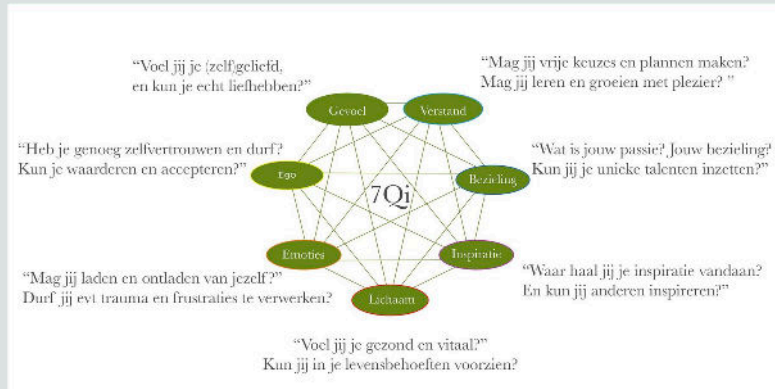 “Voel jij je (zelf)geliefd,
en kun je echt liefhebben?”
“Mag jij vrije keuzes en plannen maken?
Mag jij leren en groeien met plezier? ”
Gevoel
Verstand
“Heb je genoeg zelfvertrouwen en durf?
Kun je waarderen en accepteren?”
Ego
7Qi
Bezieling
“Wat is jouw passie? Jouw bezieling?
Kun jij je unieke talenten inzetten?”
Emoties
Inspiratie
“Mag jij laden en ontladen van jezelf?”
Durf jij evt trauma en frustraties te verwerken?
Lichaam
“Waar haal jij je inspiratie vandaan?
En kun jij anderen inspireren?”
“Voel jij je gezond en vitaal?”
Kun jij in je levensbehoeften voorzien?